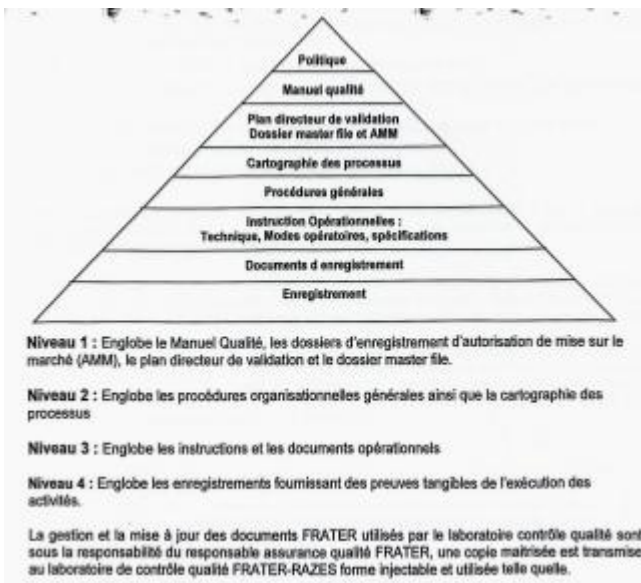 Politique
Manuel qualité
Plan directeur de validation
Dossier master file et AMM
Cartographie des processus
Procédures générales
Instruction Opérationnelles :
Technique, Modes opératoires, spécifications
Documents d enregistrement
Enregistrement
Niveau 1 : Englobe le Manuel Qualité, les dossiers d'enregistrement d'autorisation de mise sur le
marché (AMM), le plan directeur de validation et le dossier master file.
Niveau 2 : Englobe les procédures organisationnelles générales ainsi que la cartographie des
processus
Niveau 3 : Englobe les instructions et les documents opérationnels
Niveau 4 : Englobe les enregistrements fournissant des preuves tangibles de l'exécution des
activités.
La gestion et la mise à jour des documents FRATER utilisés par le laboratoire contrôle qualité sont
sous la responsabilité du responsable assurance qualité FRATER, une copie maitrisée est transmise
au laboratoire de contrôle qualité FRATER-RAZES forme injectable et utilisée telle quelle.